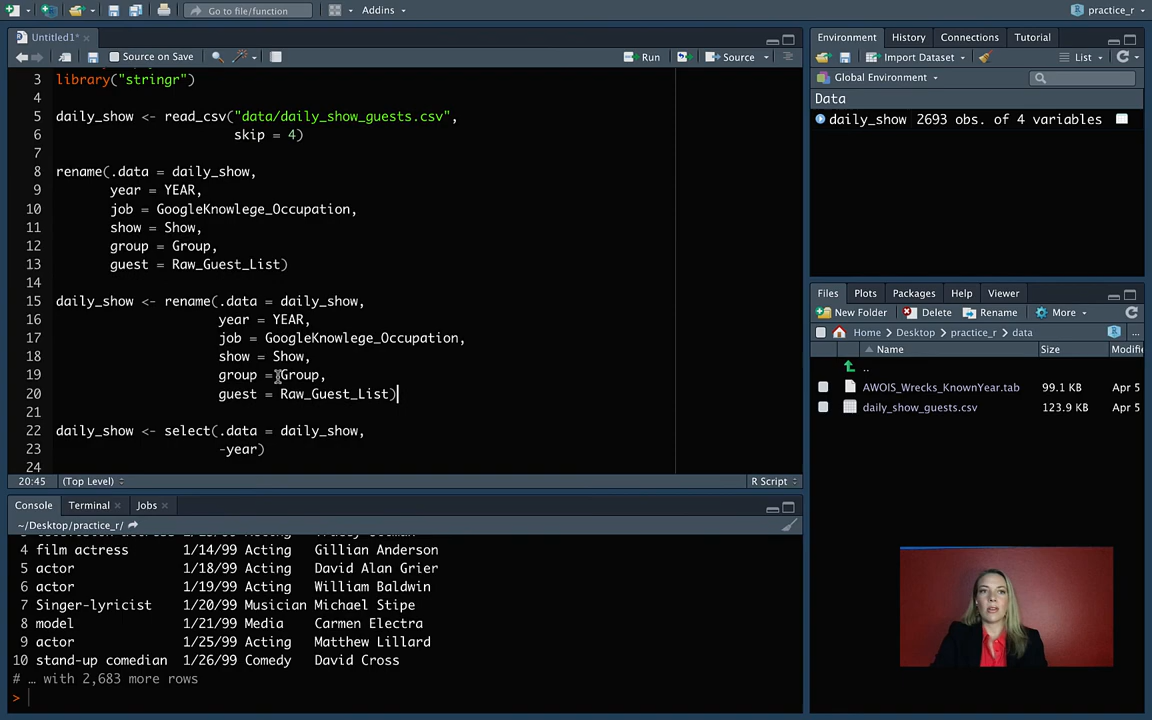 Go to file/function
Addins
practice_r
Untitled1*
Source on Save
Run
Source
3 library("stringr")
4
5 daily_show <- read_csv("data/daily_show_guests.csv",
6 skip = 4)
7
8 rename(.data = daily_show,
9 year = YEAR,
10 job = GoogleKnowlege_Occupation,
11 show = Show,
12 group = Group,
13 guest = Raw_Guest_List)
14
15 daily_show <- rename(.data = daily_show,
16 year = YEAR,
17 job = GoogleKnowlege_Occupation,
18 show = Show,
19 group = Group,
20 guest = Raw_Guest_List)
21
22 daily_show <- select(.data = daily_show,
23 -year)
24
20:45 (Top Level) R Script
Console Terminal Jobs
~/Desktop/practice_r/
4 film actress 1/14/99 Acting Gillian Anderson
5 actor 1/18/99 Acting David Alan Grier
6 actor 1/19/99 Acting William Baldwin
7 Singer-lyricist 1/20/99 Musician Michael Stipe
8 model 1/21/99 Media Carmen Electra
9 actor 1/25/99 Acting Matthew Lillard
10 stand-up comedian 1/26/99 Comedy David Cross
# … with 2,683 more rows
>
Environment History Connections Tutorial
Import Dataset List
Global Environment
Data
daily_show 2693 obs. of 4 variables
Files Plots Packages Help Viewer
New Folder Delete Rename More
Home Desktop practice_r data ...
Name Size Modifie
..
AWOIS_Wrecks_KnownYear.tab 99.1 KB Apr 5
daily_show_guests.csv 123.9 KB Apr 5